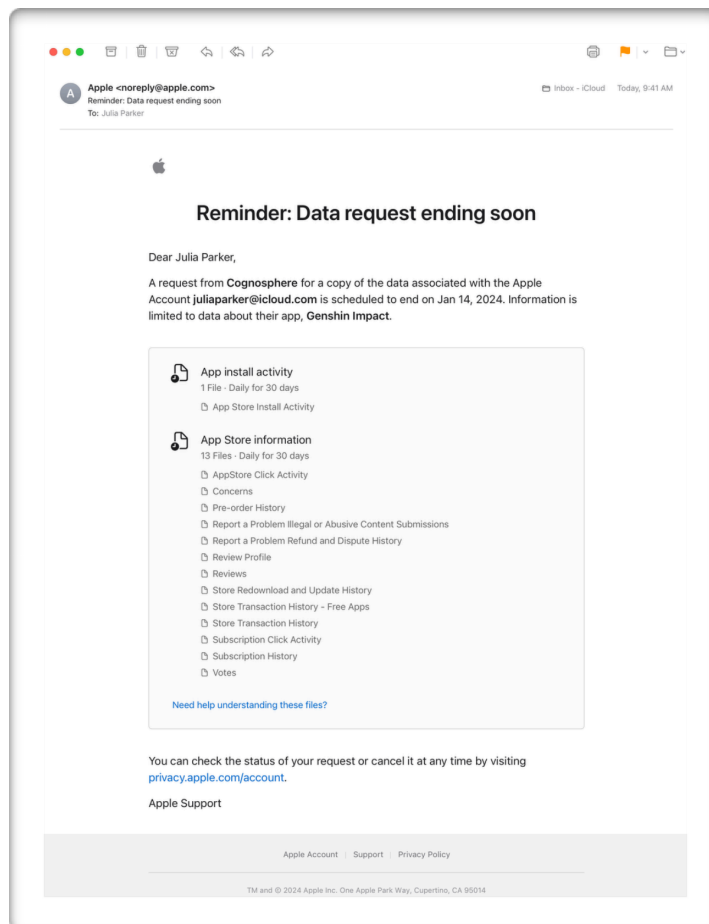 A
Apple <noreply@apple.com>
Reminder: Data request ending soon
To: Julia Parker
Inbox - iCloud Today, 9:41 AM
Reminder: Data request ending soon
Dear Julia Parker,
A request from Cognosphere for a copy of the data associated with the Apple
Account juliaparker@icloud.com is scheduled to end on Jan 14, 2024. Information is
limited to data about their app, Genshin Impact.
App install activity
1 File · Daily for 30 days
App Store Install Activity
App Store information
13 Files · Daily for 30 days
AppStore Click Activity
Concerns
Pre-order History
Report a Problem Illegal or Abusive Content Submissions
Report a Problem Refund and Dispute History
Review Profile
Reviews
Store Redownload and Update History
Store Transaction History - Free Apps
Store Transaction History
Subscription Click Activity
Subscription History
Votes
Need help understanding these files?
You can check the status of your request or cancel it at any time by visiting
privacy.apple.com/account.
Apple Support
Apple Account | Support | Privacy Policy
TM and © 2024 Apple Inc. One Apple Park Way, Cupertino, CA 95014